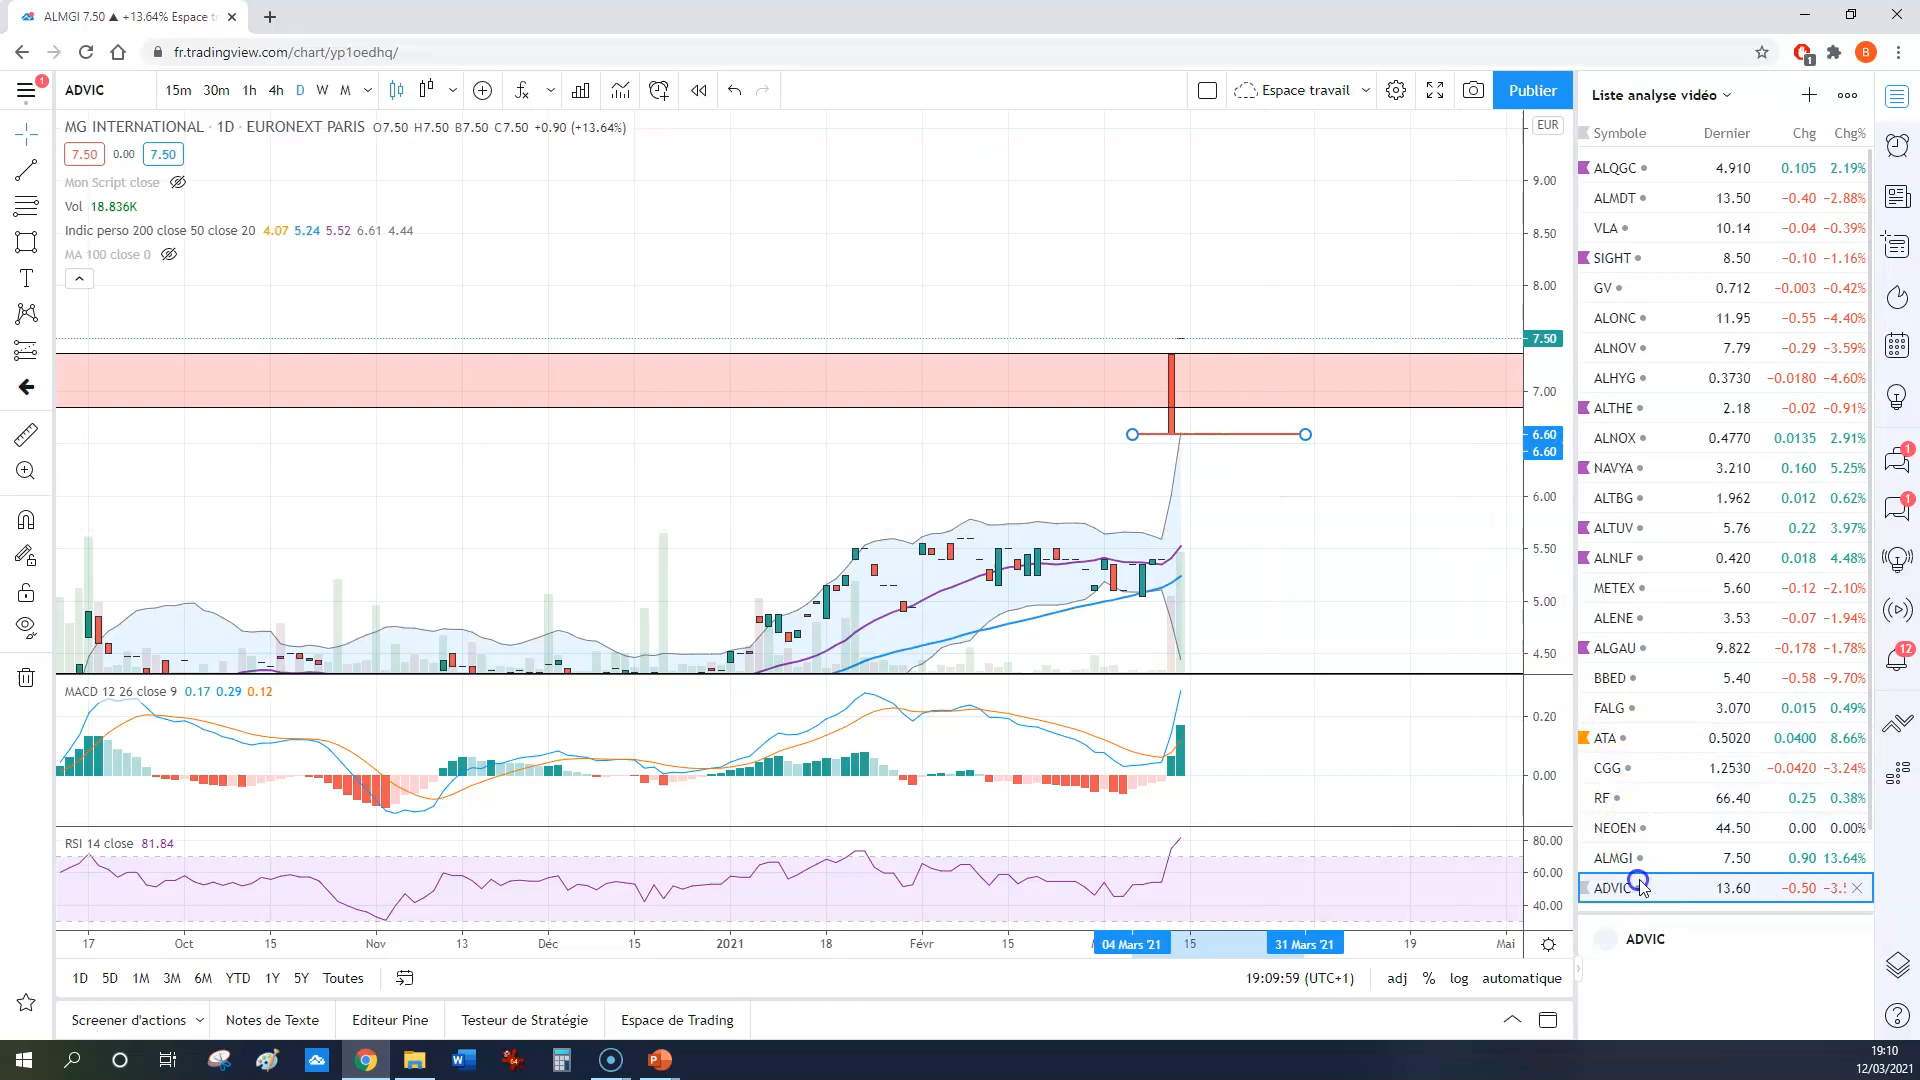 ALMGI 7.50 ▲ +13.64% Espace t
fr.tradingview.com/chart/yp1oedhq/
B
1
1
ADVIC
15m 30m 1h 4h D W M
Espace travail
Publier
MG INTERNATIONAL · 1D · EURONEXT PARIS O7.50 H7.50 B7.50 C7.50 +0.90 (+13.64%)
7.50 0.00 7.50
Mon Script close
Vol 18.836K
Indic perso 200 close 50 close 20 4.07 5.24 5.52 6.61 4.44
MA 100 close 0
EUR
9.00
8.50
8.00
7.50
7.00
6.60
6.60
6.00
5.50
5.00
4.50
MACD 12 26 close 9 0.17 0.29 0.12
0.20
0.00
RSI 14 close 81.84
80.00
60.00
40.00
17 Oct 15 Nov 13 Déc 15 2021 18 Févr 15 04 Mars '21 15 31 Mars '21 19 Mai
1D 5D 1M 3M 6M YTD 1Y 5Y Toutes
19:09:59 (UTC+1) adj % log automatique
Screener d'actions Notes de Texte Editeur Pine Testeur de Stratégie Espace de Trading
Liste analyse vidéo
Symbole Dernier Chg Chg%
ALQGC 4.910 0.105 2.19%
ALMDT 13.50 −0.40 −2.88%
VLA 10.14 −0.04 −0.39%
SIGHT 8.50 −0.10 −1.16%
GV 0.712 −0.003 −0.42%
ALONC 11.95 −0.55 −4.40%
ALNOV 7.79 −0.29 −3.59%
ALHYG 0.3730 −0.0180 −4.60%
ALTHE 2.18 −0.02 −0.91%
ALNOX 0.4770 0.0135 2.91%
NAVYA 3.210 0.160 5.25%
ALTBG 1.962 0.012 0.62%
ALTUV 5.76 0.22 3.97%
ALNLF 0.420 0.018 4.48%
METEX 5.60 −0.12 −2.10%
ALENE 3.53 −0.07 −1.94%
ALGAU 9.822 −0.178 −1.78%
BBED 5.40 −0.58 −9.70%
FALG 3.070 0.015 0.49%
ATA 0.5020 0.0400 8.66%
CGG 1.2530 −0.0420 −3.24%
RF 66.40 0.25 0.38%
NEOEN 44.50 0.00 0.00%
ALMGI 7.50 0.90 13.64%
ADVIC 13.60 −0.50 −3.5
ADVIC
1
1
12
19:10
12/03/2021